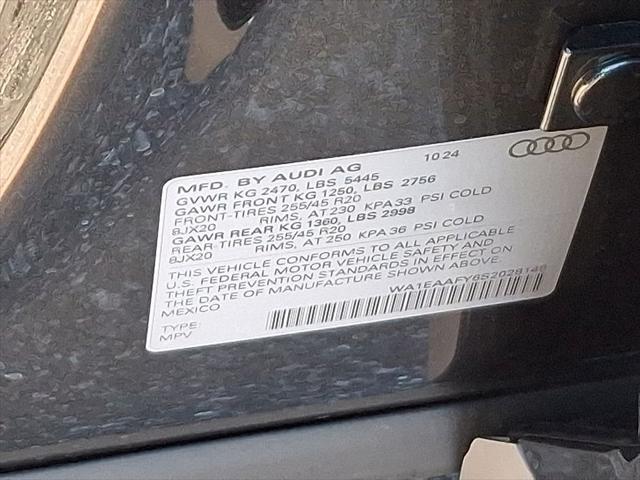 MFD. BY AUDI AG 10 24
GVWR KG 2470, LBS 5445
GAWR FRONT KG 1250, LBS 2756
FRONT-TIRES 255/45 R20
8JX20 RIMS, AT 230 KPA 33 PSI COLD
GAWR REAR KG 1360, LBS 2998
REAR-TIRES 255/45 R20
8JX20 RIMS, AT 250 KPA 36 PSI COLD
THIS VEHICLE CONFORMS TO ALL APPLICABLE
U.S. FEDERAL MOTOR VEHICLE SAFETY AND
THEFT PREVENTION STANDARDS IN EFFECT ON
THE DATE OF MANUFACTURE SHOWN ABOVE.
MEXICO
TYPE:
MPV